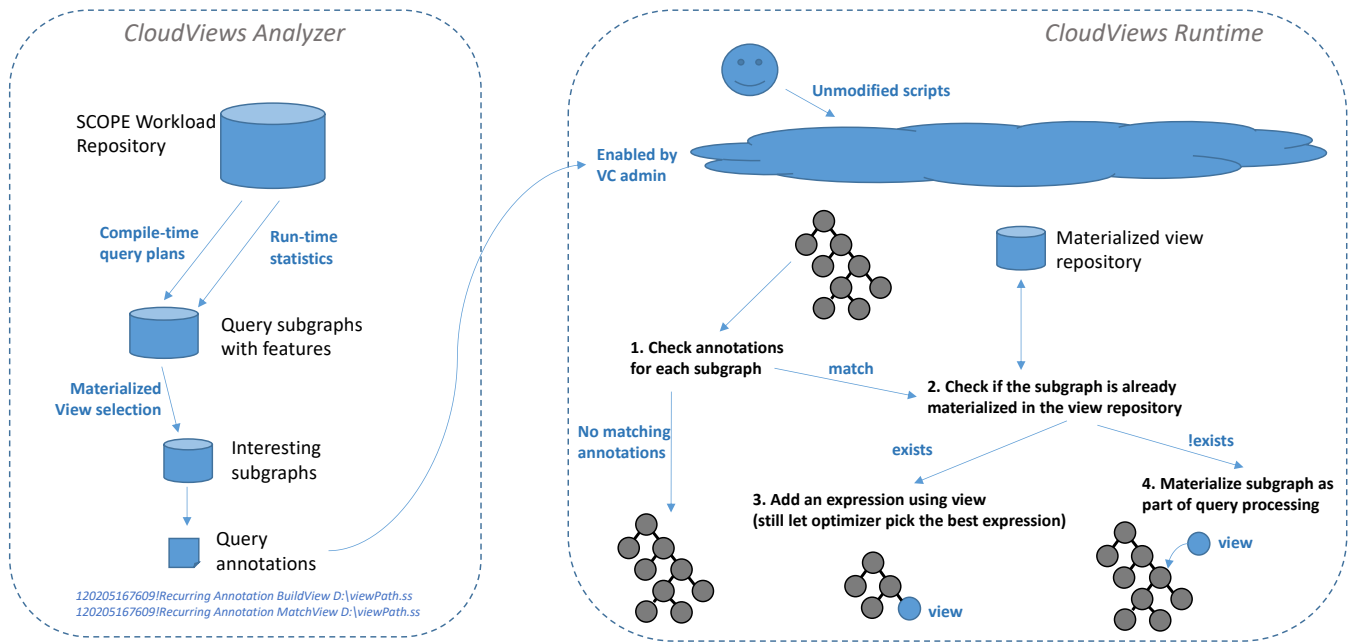 CloudViews Analyzer
SCOPE Workload
Repository
Compile-time
query plans
Run-time
statistics
Query subgraphs
with features
Materialized
View selection
Interesting
subgraphs
Query
annotations
120205167609!Recurring Annotation BuildView D:\viewPath.ss
120205167609!Recurring Annotation MatchView D:\viewPath.ss
CloudViews Runtime
Unmodified scripts
Enabled by
VC admin
Materialized view
repository
1. Check annotations
for each subgraph
match
2. Check if the subgraph is already
materialized in the view repository
No matching
annotations
exists
!exists
3. Add an expression using view
(still let optimizer pick the best expression)
view
4. Materialize subgraph as
part of query processing
view